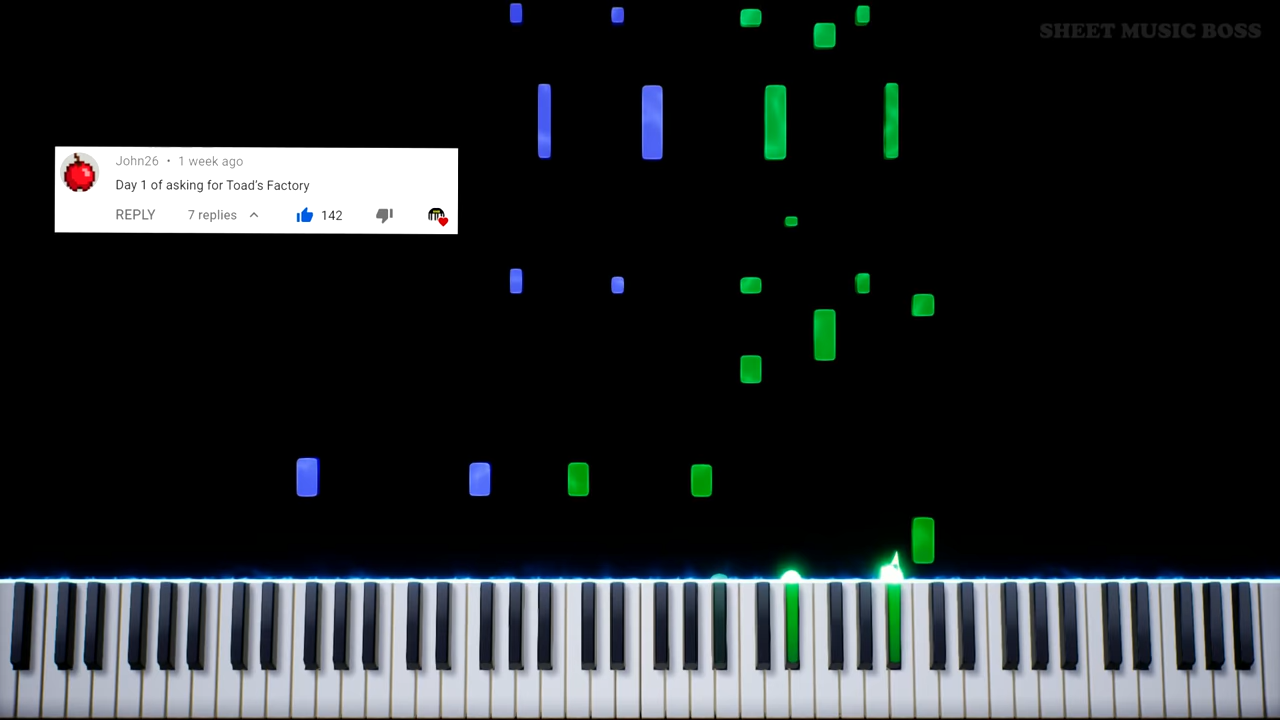 SHEET MUSIC BOSS
John26 • 1 week ago
Day 1 of asking for Toad's Factory
REPLY 7 replies 142